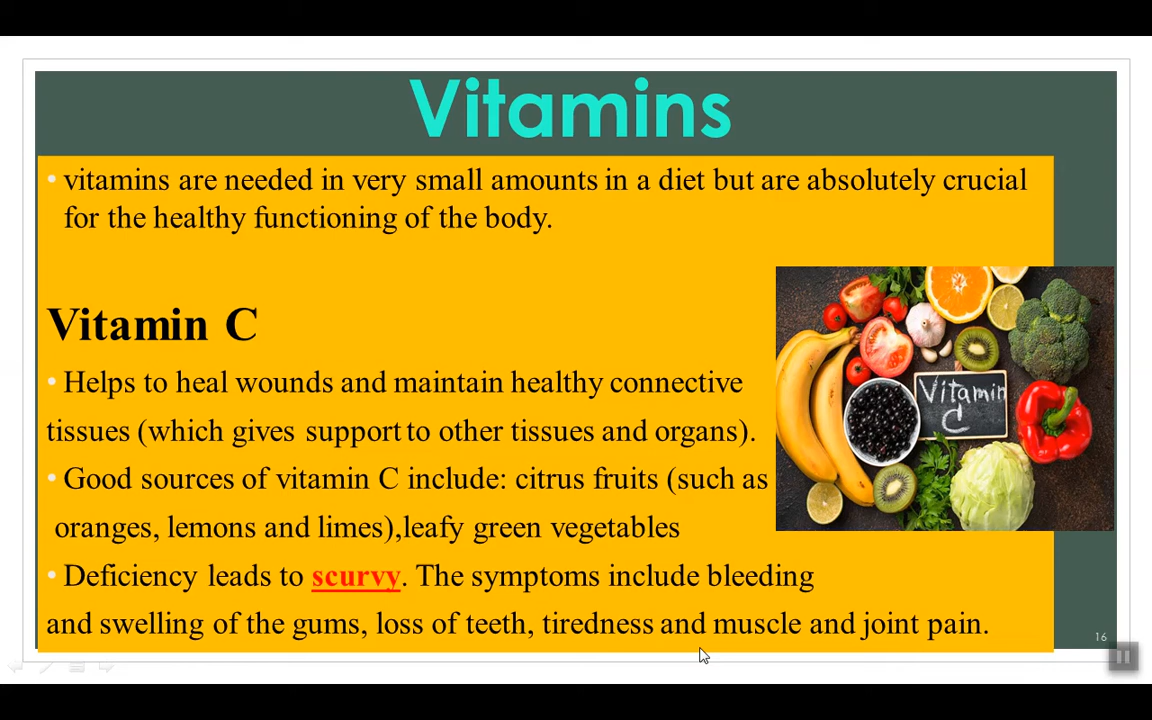 Vitamins
• vitamins are needed in very small amounts in a diet but are absolutely crucial
for the healthy functioning of the body.
Vitamin C
• Helps to heal wounds and maintain healthy connective
tissues (which gives support to other tissues and organs).
• Good sources of vitamin C include: citrus fruits (such as
oranges, lemons and limes),leafy green vegetables
• Deficiency leads to scurvy. The symptoms include bleeding
and swelling of the gums, loss of teeth, tiredness and muscle and joint pain.
Vitamin
C
16